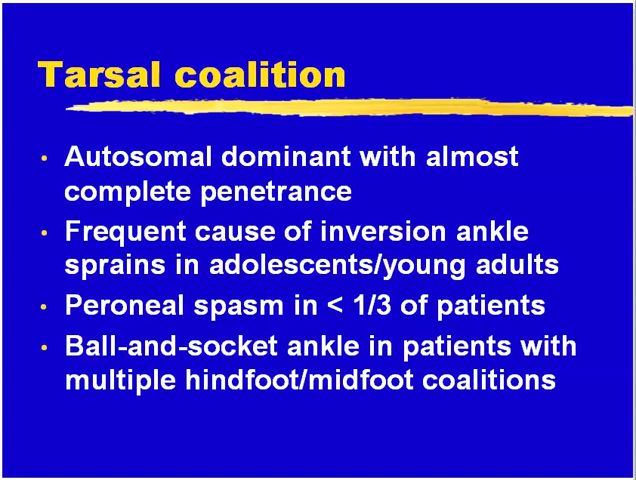 Tarsal coalition
• Autosomal dominant with almost
complete penetrance
• Frequent cause of inversion ankle
sprains in adolescents/young adults
• Peroneal spasm in < 1/3 of patients
• Ball-and-socket ankle in patients with
multiple hindfoot/midfoot coalitions